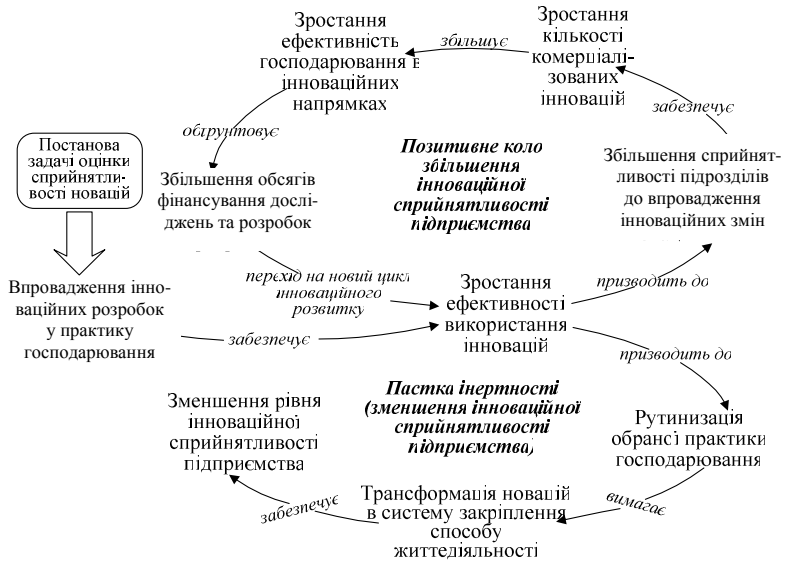 Зростання
ефективність
господарювання в
інноваційних
напрямках
збільшує
Зростання
кількості
комерціалі-
зованих
інновацій
забезпечує
обґрунтовує
Постанова
задачі оцінки
сприйнятли-
вості новацій
Збільшення обсягів
фінансування дослі-
джень та розробок
Позитивне коло
збільшення
інноваційної
сприйнятливості
підприємства
Збільшення сприйнят-
ливості підрозділів
до впровадження
інноваційних змін
перехід на новий цикл
інноваційного
розвитку
Впровадження інно-
ваційних розробок
у практику
господарювання
забезпечує
Зростання
ефективності
використання
інновацій
призводить до
призводить до
Пастка інертності
(зменшення інноваційної
сприйнятливості
підприємства)
Зменшення рівня
інноваційної
сприйнятливості
підприємства
Рутинизація
обраної практики
господарювання
вимагає
Трансформація новацій
в систему закріплення
способу
життедіяльності
забезпечує